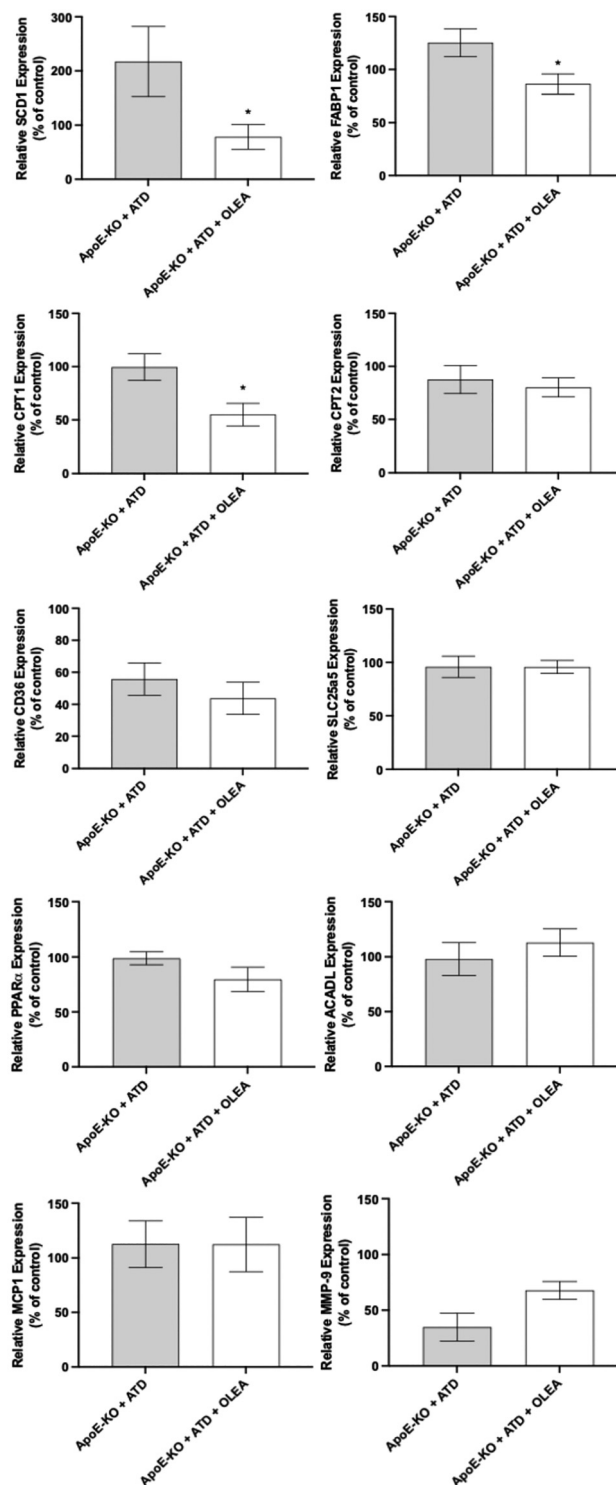 Relative SCD1 Expression
(% of control)
300
200
100
0
*
ApoE-KO + ATD
ApoE-KO + ATD + OLEA
Relative FABP1 Expression
(% of control)
150
100
50
0
*
ApoE-KO + ATD
ApoE-KO + ATD + OLEA
Relative CPT1 Expression
(% of control)
150
100
50
0
*
ApoE-KO + ATD
ApoE-KO + ATD + OLEA
Relative CPT2 Expression
(% of control)
150
100
50
0
ApoE-KO + ATD
ApoE-KO + ATD + OLEA
Relative CD36 Expression
(% of control)
100
80
60
40
20
0
ApoE-KO + ATD
ApoE-KO + ATD + OLEA
Relative SLC25a5 Expression
(% of control)
150
100
50
0
ApoE-KO + ATD
ApoE-KO + ATD + OLEA
Relative PPARα Expression
(% of control)
150
100
50
0
ApoE-KO + ATD
ApoE-KO + ATD + OLEA
Relative ACADL Expression
(% of control)
150
100
50
0
ApoE-KO + ATD
ApoE-KO + ATD + OLEA
Relative MCP1 Expression
(% of control)
150
100
50
0
ApoE-KO + ATD
ApoE-KO + ATD + OLEA
Relative MMP-9 Expression
(% of control)
150
100
50
0
ApoE-KO + ATD
ApoE-KO + ATD + OLEA